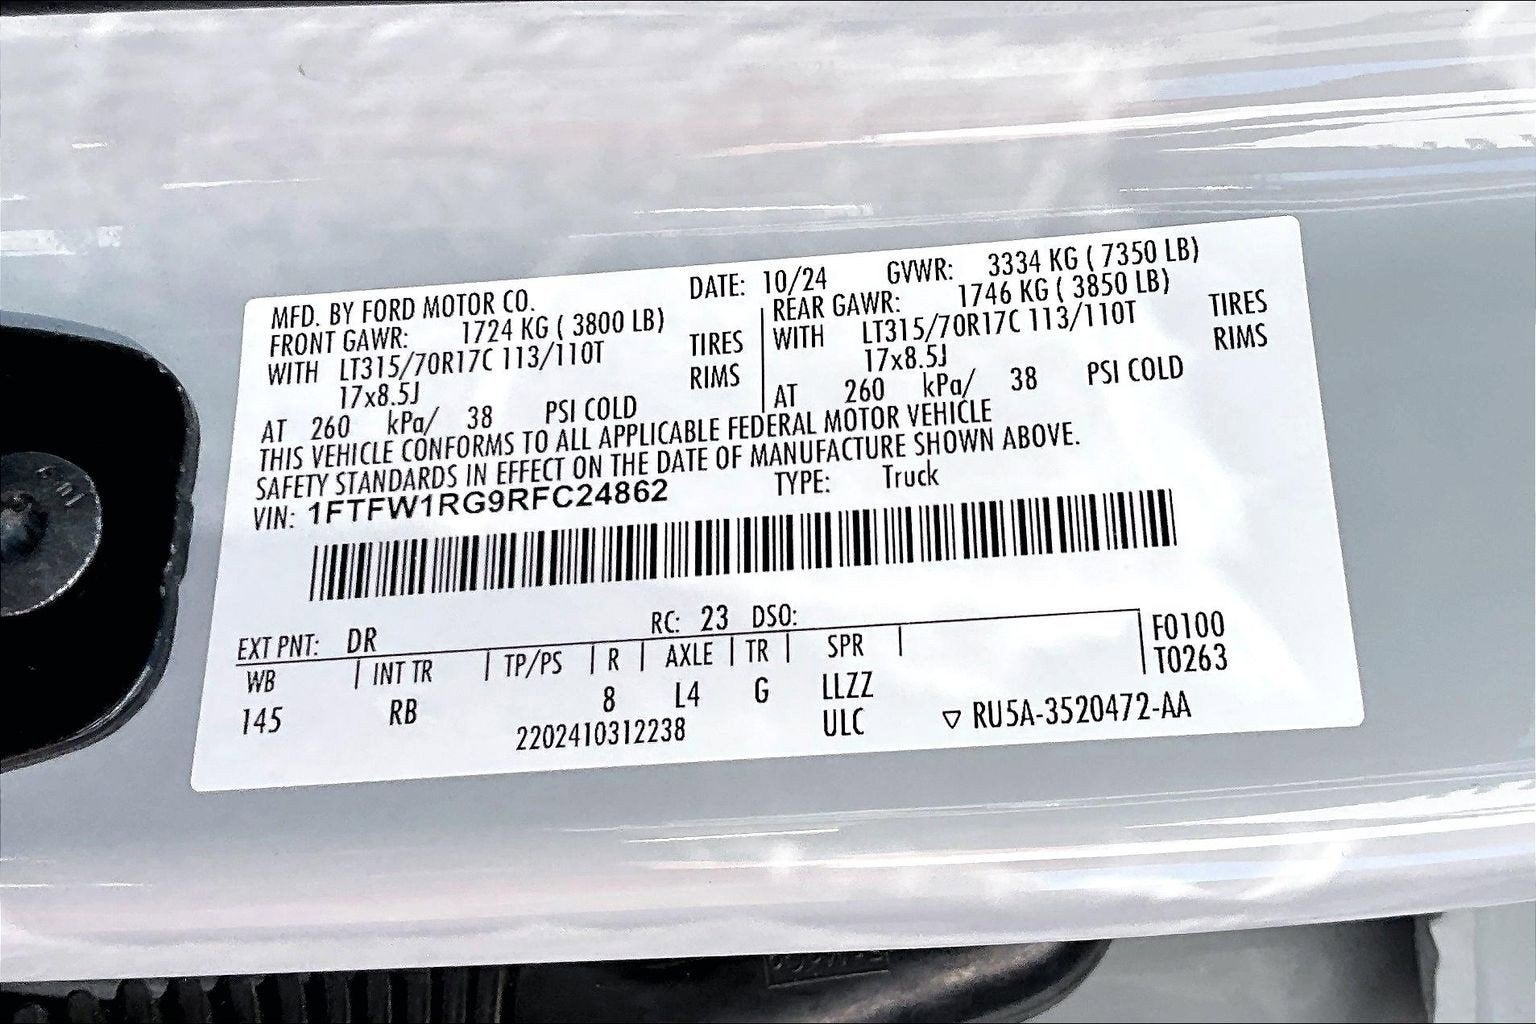 MFD. BY FORD MOTOR CO. DATE: 10/24 GVWR: 3334 KG ( 7350 LB)
FRONT GAWR: 1724 KG ( 3800 LB)
WITH LT315/70R17C 113/110T TIRES
17x8.5J RIMS
AT 260 kPa/ 38 PSI COLD
REAR GAWR: 1746 KG ( 3850 LB)
WITH LT315/70R17C 113/110T TIRES
17x8.5J RIMS
AT 260 kPa/ 38 PSI COLD
THIS VEHICLE CONFORMS TO ALL APPLICABLE FEDERAL MOTOR VEHICLE
SAFETY STANDARDS IN EFFECT ON THE DATE OF MANUFACTURE SHOWN ABOVE.
VIN: 1FTFW1RG9RFC24862 TYPE: Truck
EXT PNT: DR RC: 23 DSO:
WB | INT TR | TP/PS | R | AXLE | TR | SPR |
145 RB 8 L4 G LLZZ
2202410312238 ULC
F0100
T0263
▽ RU5A-3520472-AA